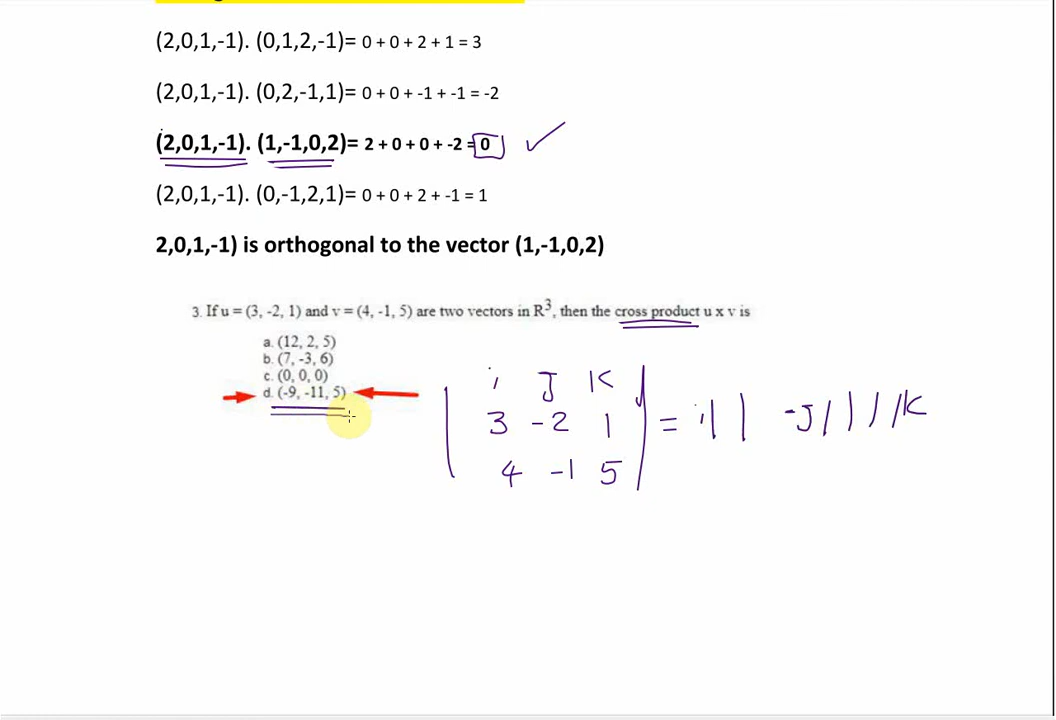 (2,0,1,-1). (0,1,2,-1)= 0 + 0 + 2 + 1 = 3
(2,0,1,-1). (0,2,-1,1)= 0 + 0 + -1 + -1 = -2
(2,0,1,-1). (1,-1,0,2)= 2 + 0 + 0 + -2 = 0 ✓
(2,0,1,-1). (0,-1,2,1)= 0 + 0 + 2 + -1 = 1
2,0,1,-1) is orthogonal to the vector (1,-1,0,2)
3. If u = (3, -2, 1) and v = (4, -1, 5) are two vectors in R³, then the cross product u x v is
a. (12, 2, 5)
b. (7, -3, 6)
c. (0, 0, 0)
d. (-9, -11, 5)
i J K
3 -2 1 = i| | -J| | | |K
4 -1 5